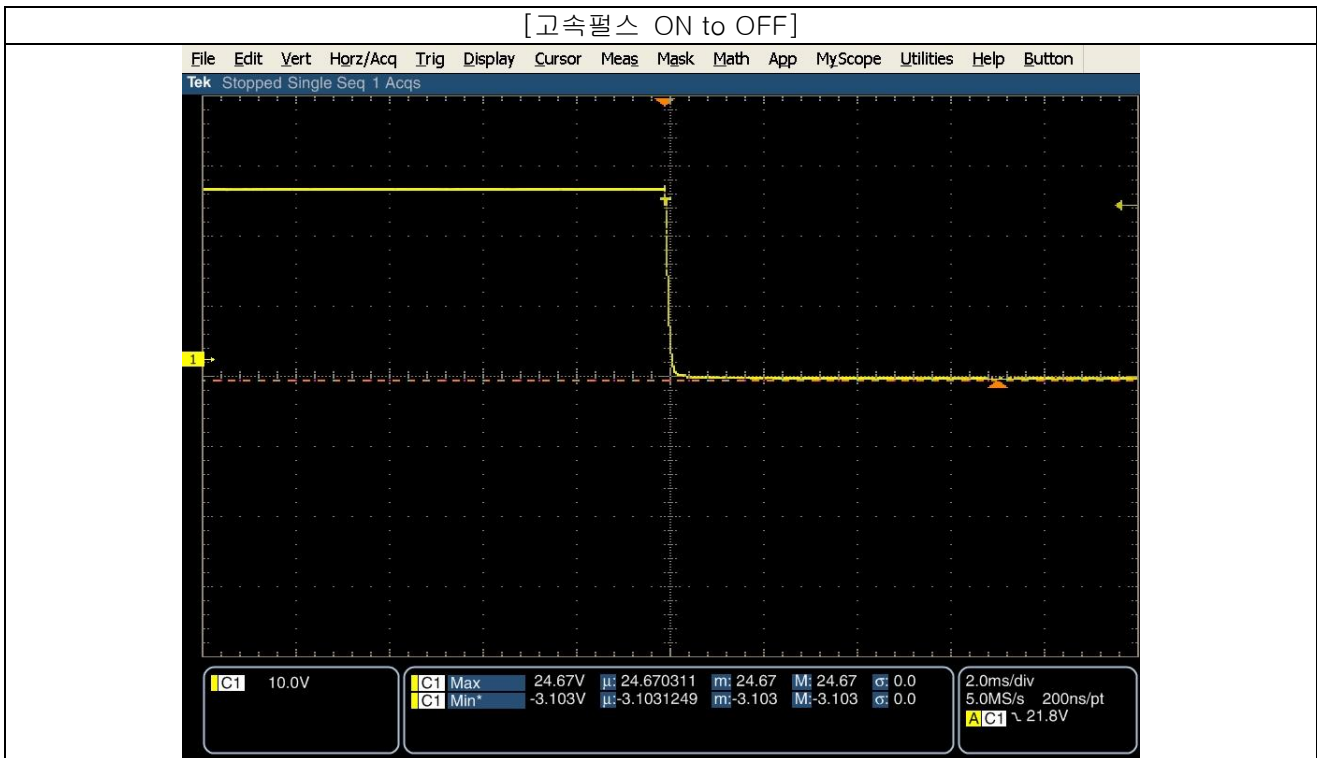 [고속펄스 ON to OFF]
File Edit Vert Horz/Acq Trig Display Cursor Meas Mask Math App MyScope Utilities Help Button
Tek Stopped Single Seq 1 Acqs
1
C1 10.0V
C1 Max 24.67V µ: 24.670311 m: 24.67 M: 24.67 σ: 0.0
C1 Min* -3.103V µ:-3.1031249 m:-3.103 M:-3.103 σ: 0.0
2.0ms/div
5.0MS/s 200ns/pt
A C1 21.8V